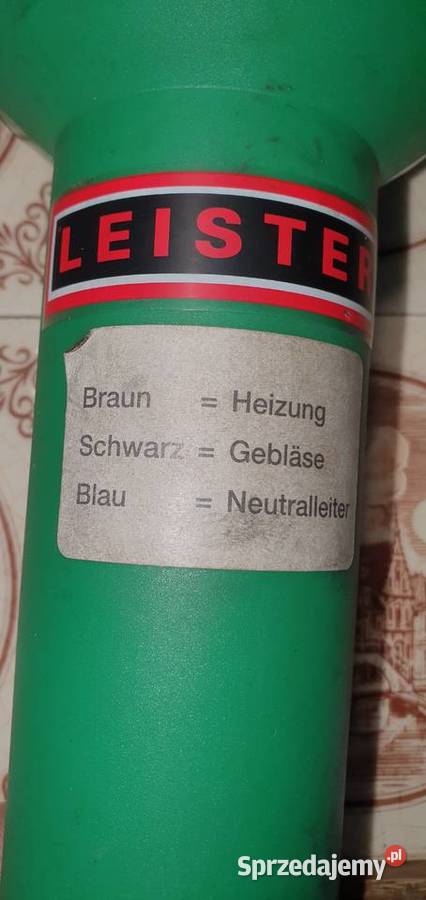 LEISTER
Braun = Heizung
Schwarz = Gebläse
Blau = Neutralleiter
Sprzedajemy.pl